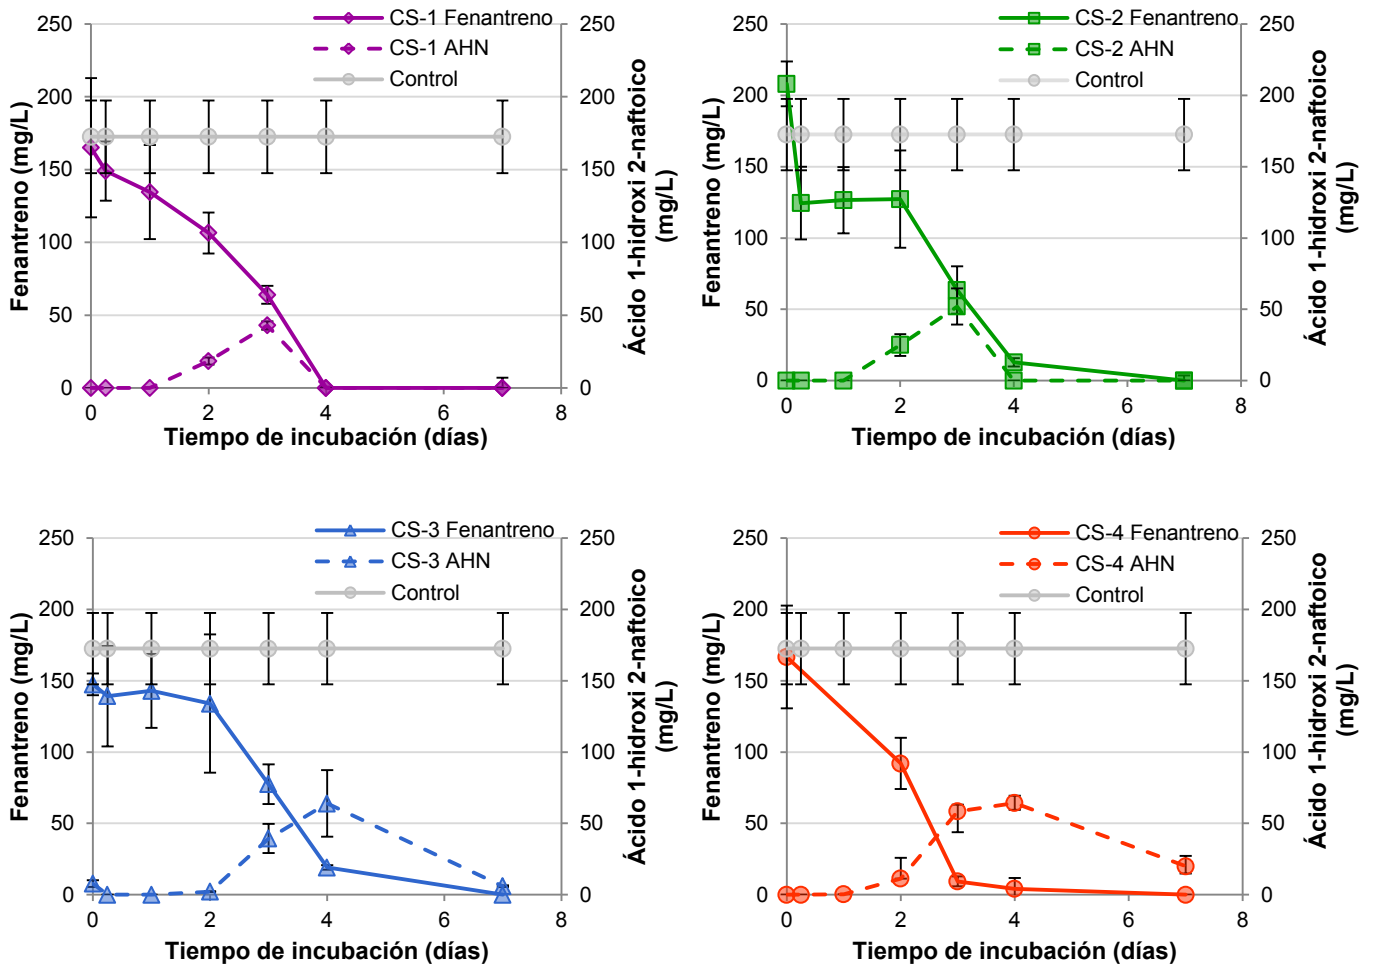 CS-1 Fenantreno
CS-1 AHN
Control
250
200
150
100
50
0
250
200
150
100
50
0
0 2 4 6 8
Fenantreno (mg/L)
Ácido 1-hidroxi 2-naftoico
(mg/L)
Tiempo de incubación (días)
CS-2 Fenantreno
CS-2 AHN
Control
250
200
150
100
50
0
250
200
150
100
50
0
0 2 4 6 8
Fenantreno (mg/L)
Ácido 1-hidroxi 2-naftoico
(mg/L)
Tiempo de incubación (días)
CS-3 Fenantreno
CS-3 AHN
Control
250
200
150
100
50
0
250
200
150
100
50
0
0 2 4 6 8
Fenantreno (mg/L)
Ácido 1-hidroxi 2-naftoico
(mg/L)
Tiempo de incubación (días)
CS-4 Fenantreno
CS-4 AHN
Control
250
200
150
100
50
0
250
200
150
100
50
0
0 2 4 6 8
Fenantreno (mg/L)
Ácido 1-hidroxi 2-naftoico
(mg/L)
Tiempo de incubación (días)